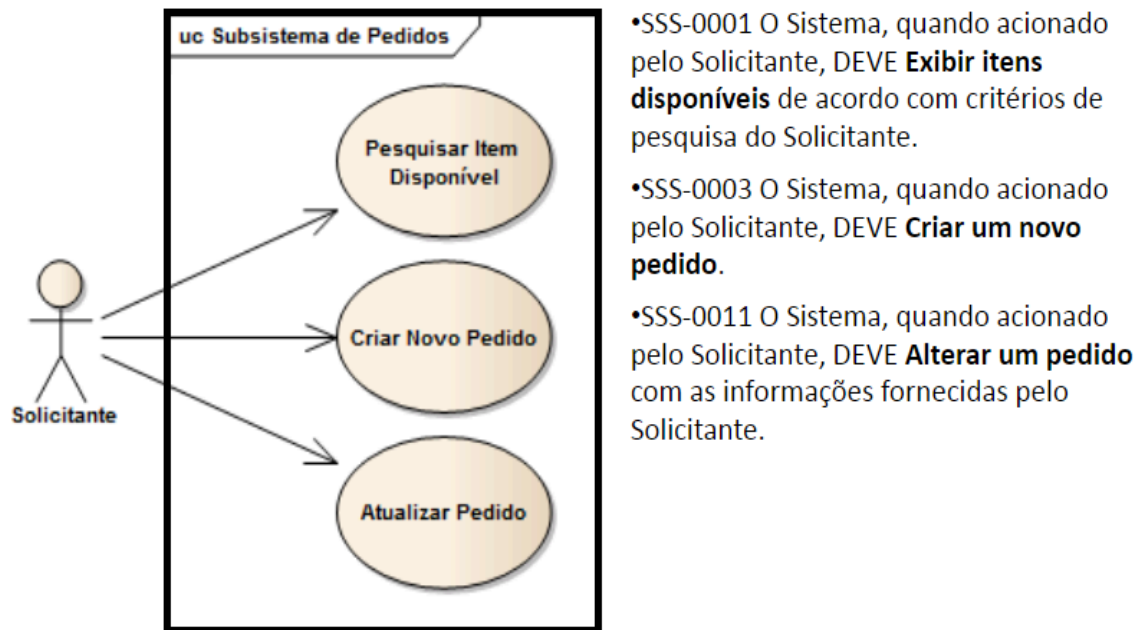 uc Subsistema de Pedidos
Pesquisar Item
Disponível
Criar Novo Pedido
Atualizar Pedido
Solicitante
•SSS-0001 O Sistema, quando acionado
pelo Solicitante, DEVE Exibir itens
disponíveis de acordo com critérios de
pesquisa do Solicitante.
•SSS-0003 O Sistema, quando acionado
pelo Solicitante, DEVE Criar um novo
pedido.
•SSS-0011 O Sistema, quando acionado
pelo Solicitante, DEVE Alterar um pedido
com as informações fornecidas pelo
Solicitante.